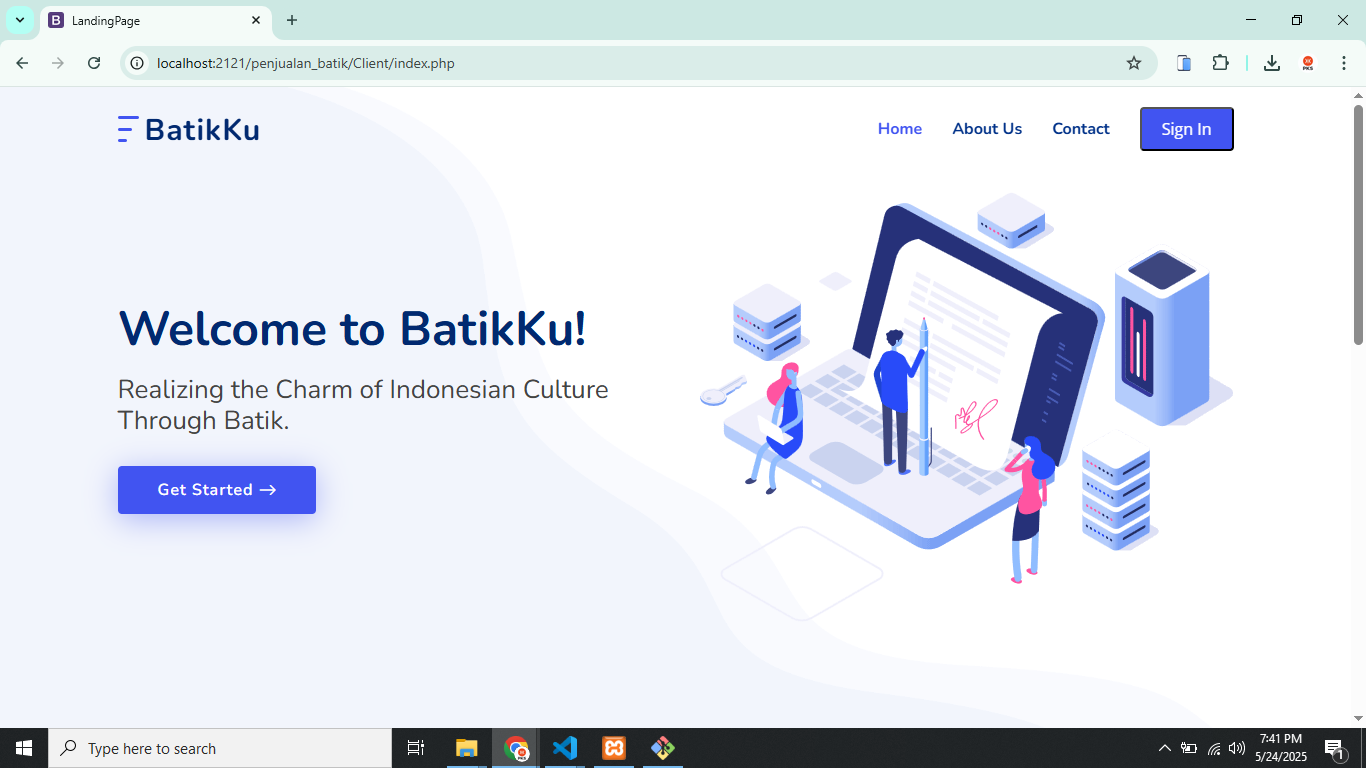 LandingPage
localhost:2121/penjualan_batik/Client/index.php
BatikKu
Home
About Us
Contact
Sign In
Welcome to BatikKu!
Realizing the Charm of Indonesian Culture
Through Batik.
Get Started →
Type here to search
7:41 PM
5/24/2025
1